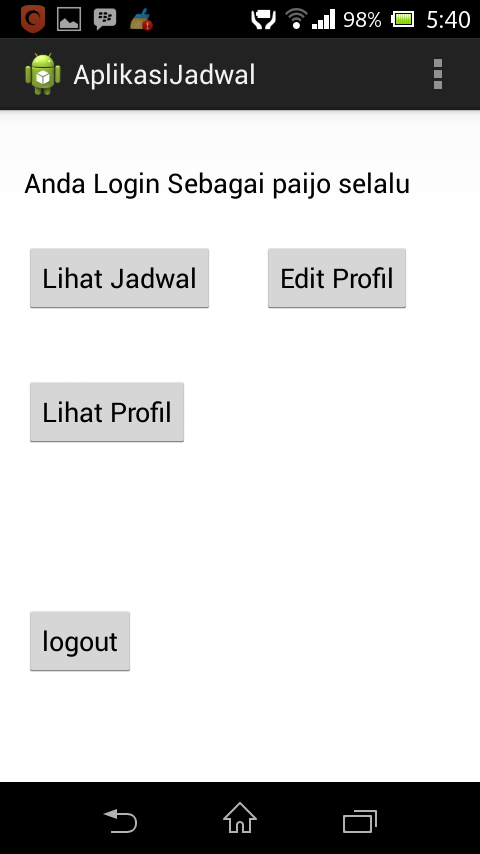 98% 5:40
AplikasiJadwal
Anda Login Sebagai paijo selalu
Lihat Jadwal Edit Profil
Lihat Profil
logout